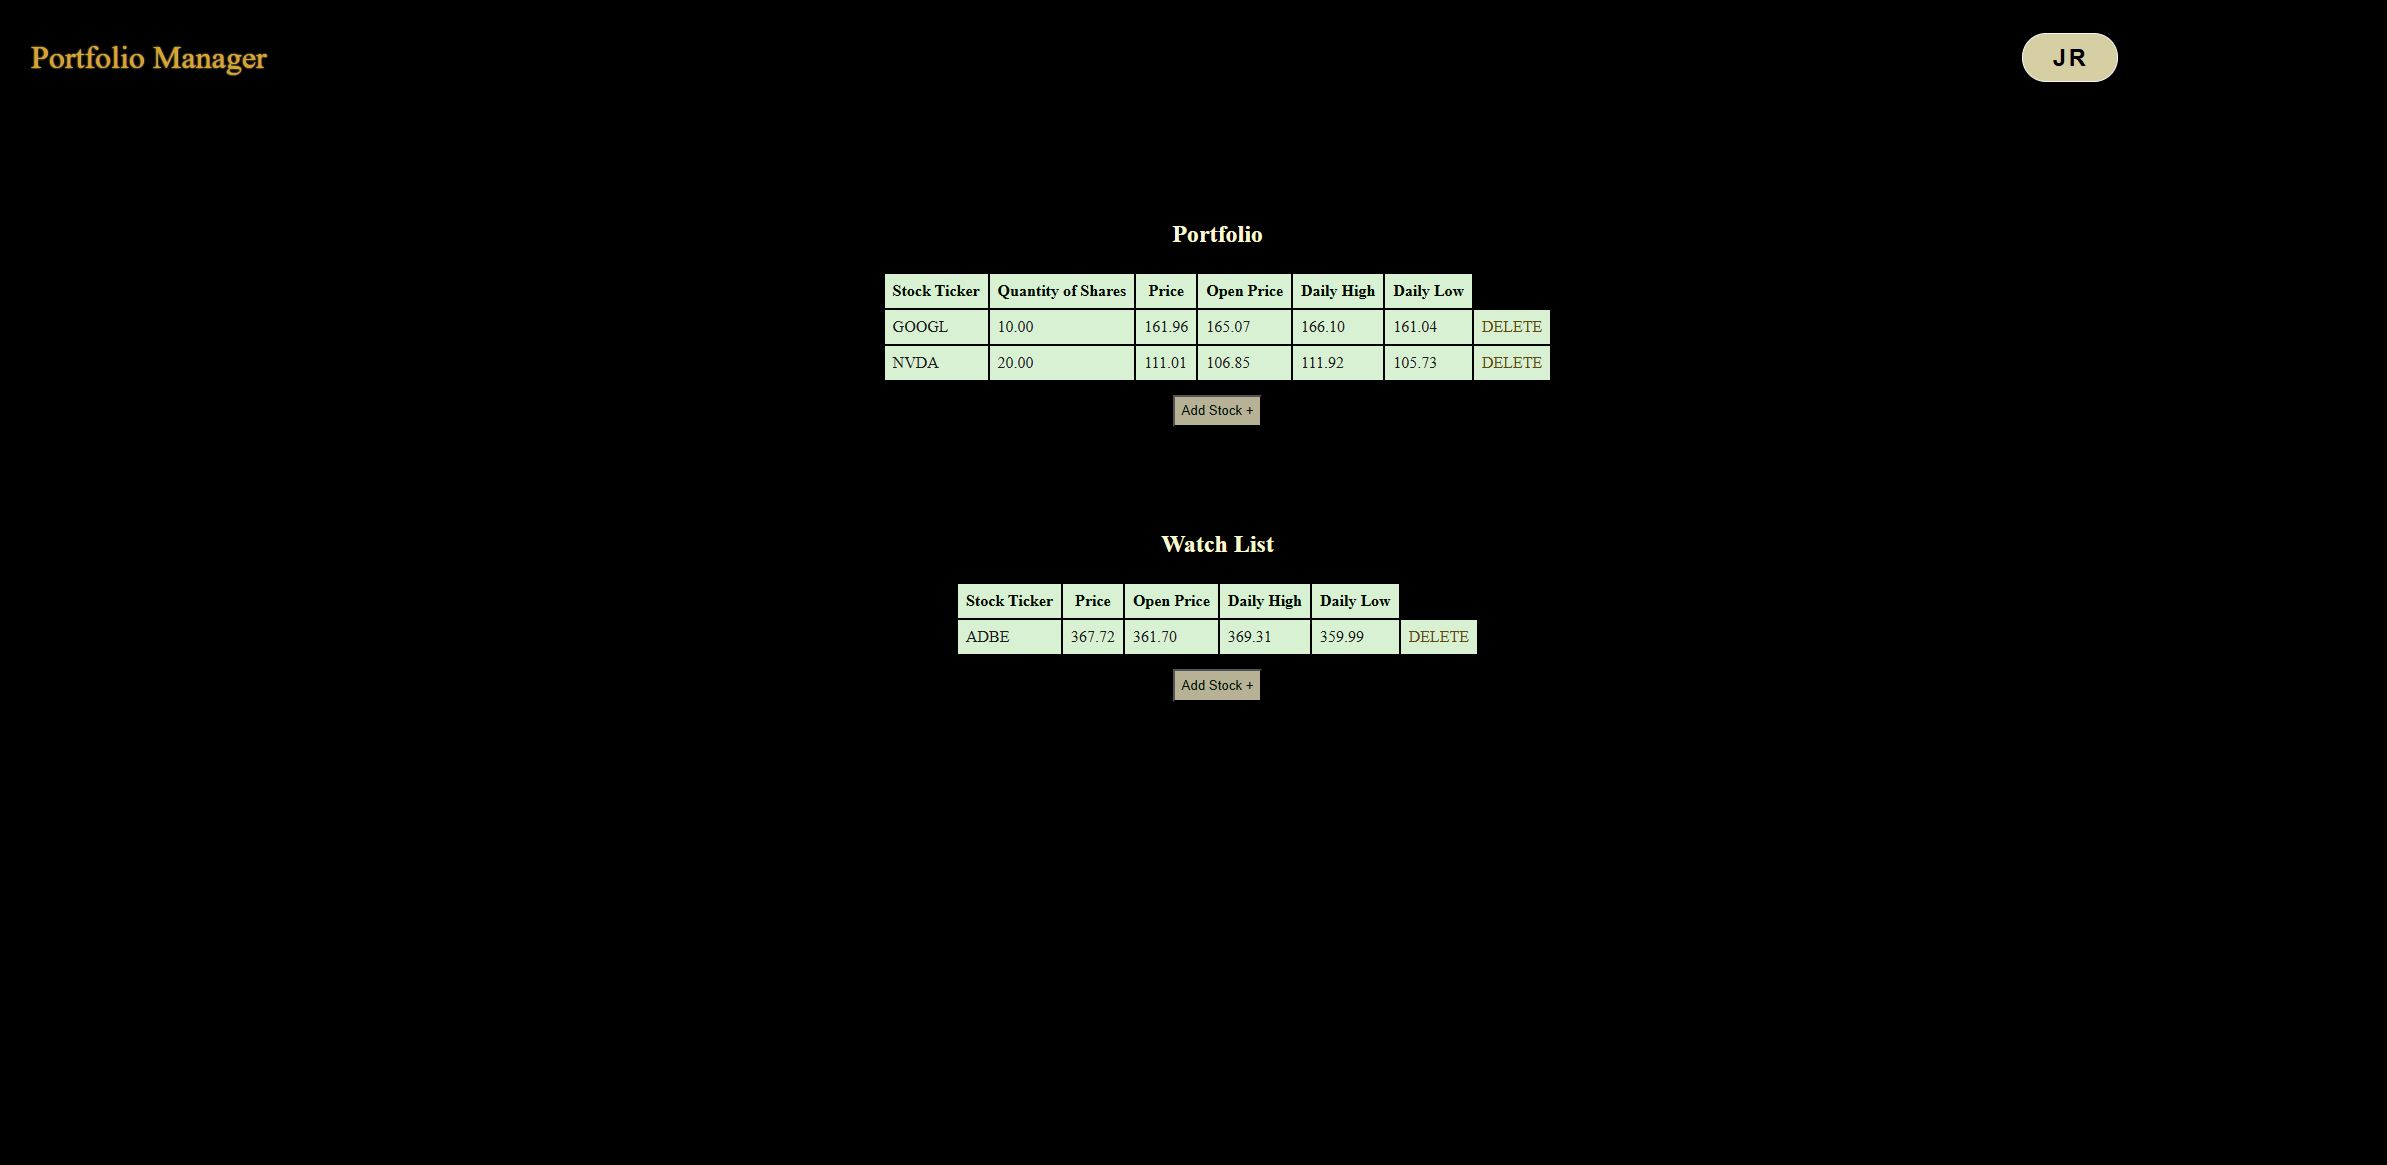 Portfolio Manager
JR
Portfolio
Stock Ticker Quantity of Shares Price Open Price Daily High Daily Low
GOOGL 10.00 161.96 165.07 166.10 161.04 DELETE
NVDA 20.00 111.01 106.85 111.92 105.73 DELETE
Add Stock +
Watch List
Stock Ticker Price Open Price Daily High Daily Low
ADBE 367.72 361.70 369.31 359.99 DELETE
Add Stock +